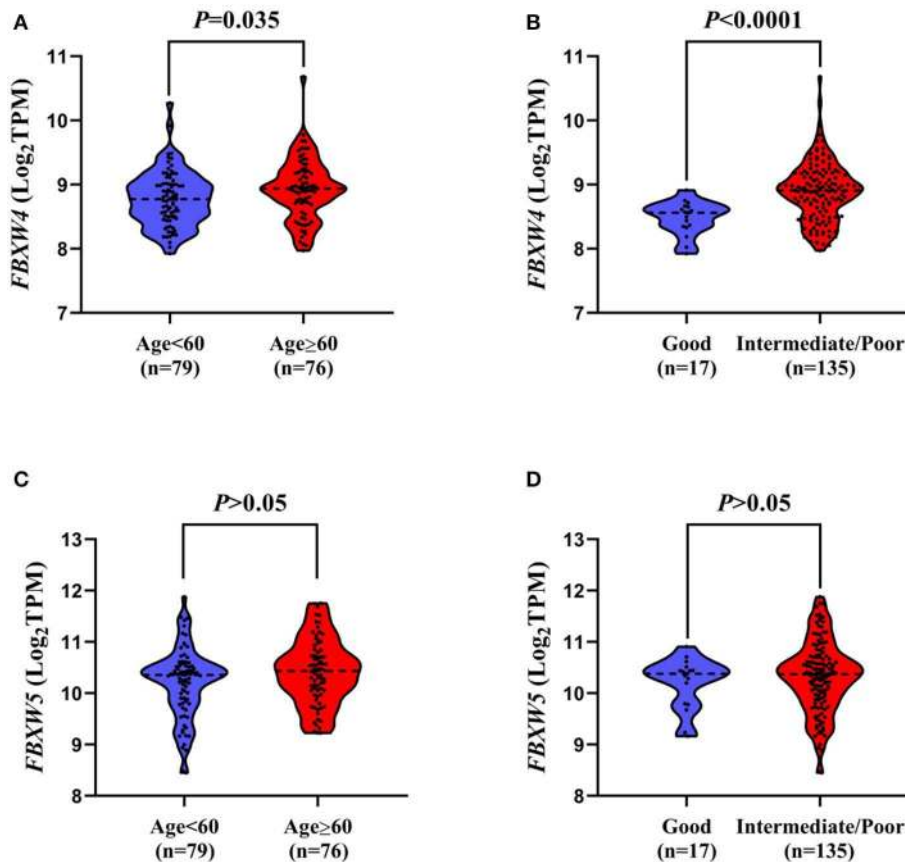 A
P=0.035
FBXW4 (Log₂TPM)
11
10
9
8
7
Age<60
(n=79)
Age≥60
(n=76)
B
P<0.0001
FBXW4 (Log₂TPM)
11
10
9
8
7
Good
(n=17)
Intermediate/Poor
(n=135)
C
P>0.05
FBXW5 (Log₂TPM)
13
12
11
10
9
8
Age<60
(n=79)
Age≥60
(n=76)
D
P>0.05
FBXW5 (Log₂TPM)
13
12
11
10
9
8
Good
(n=17)
Intermediate/Poor
(n=135)